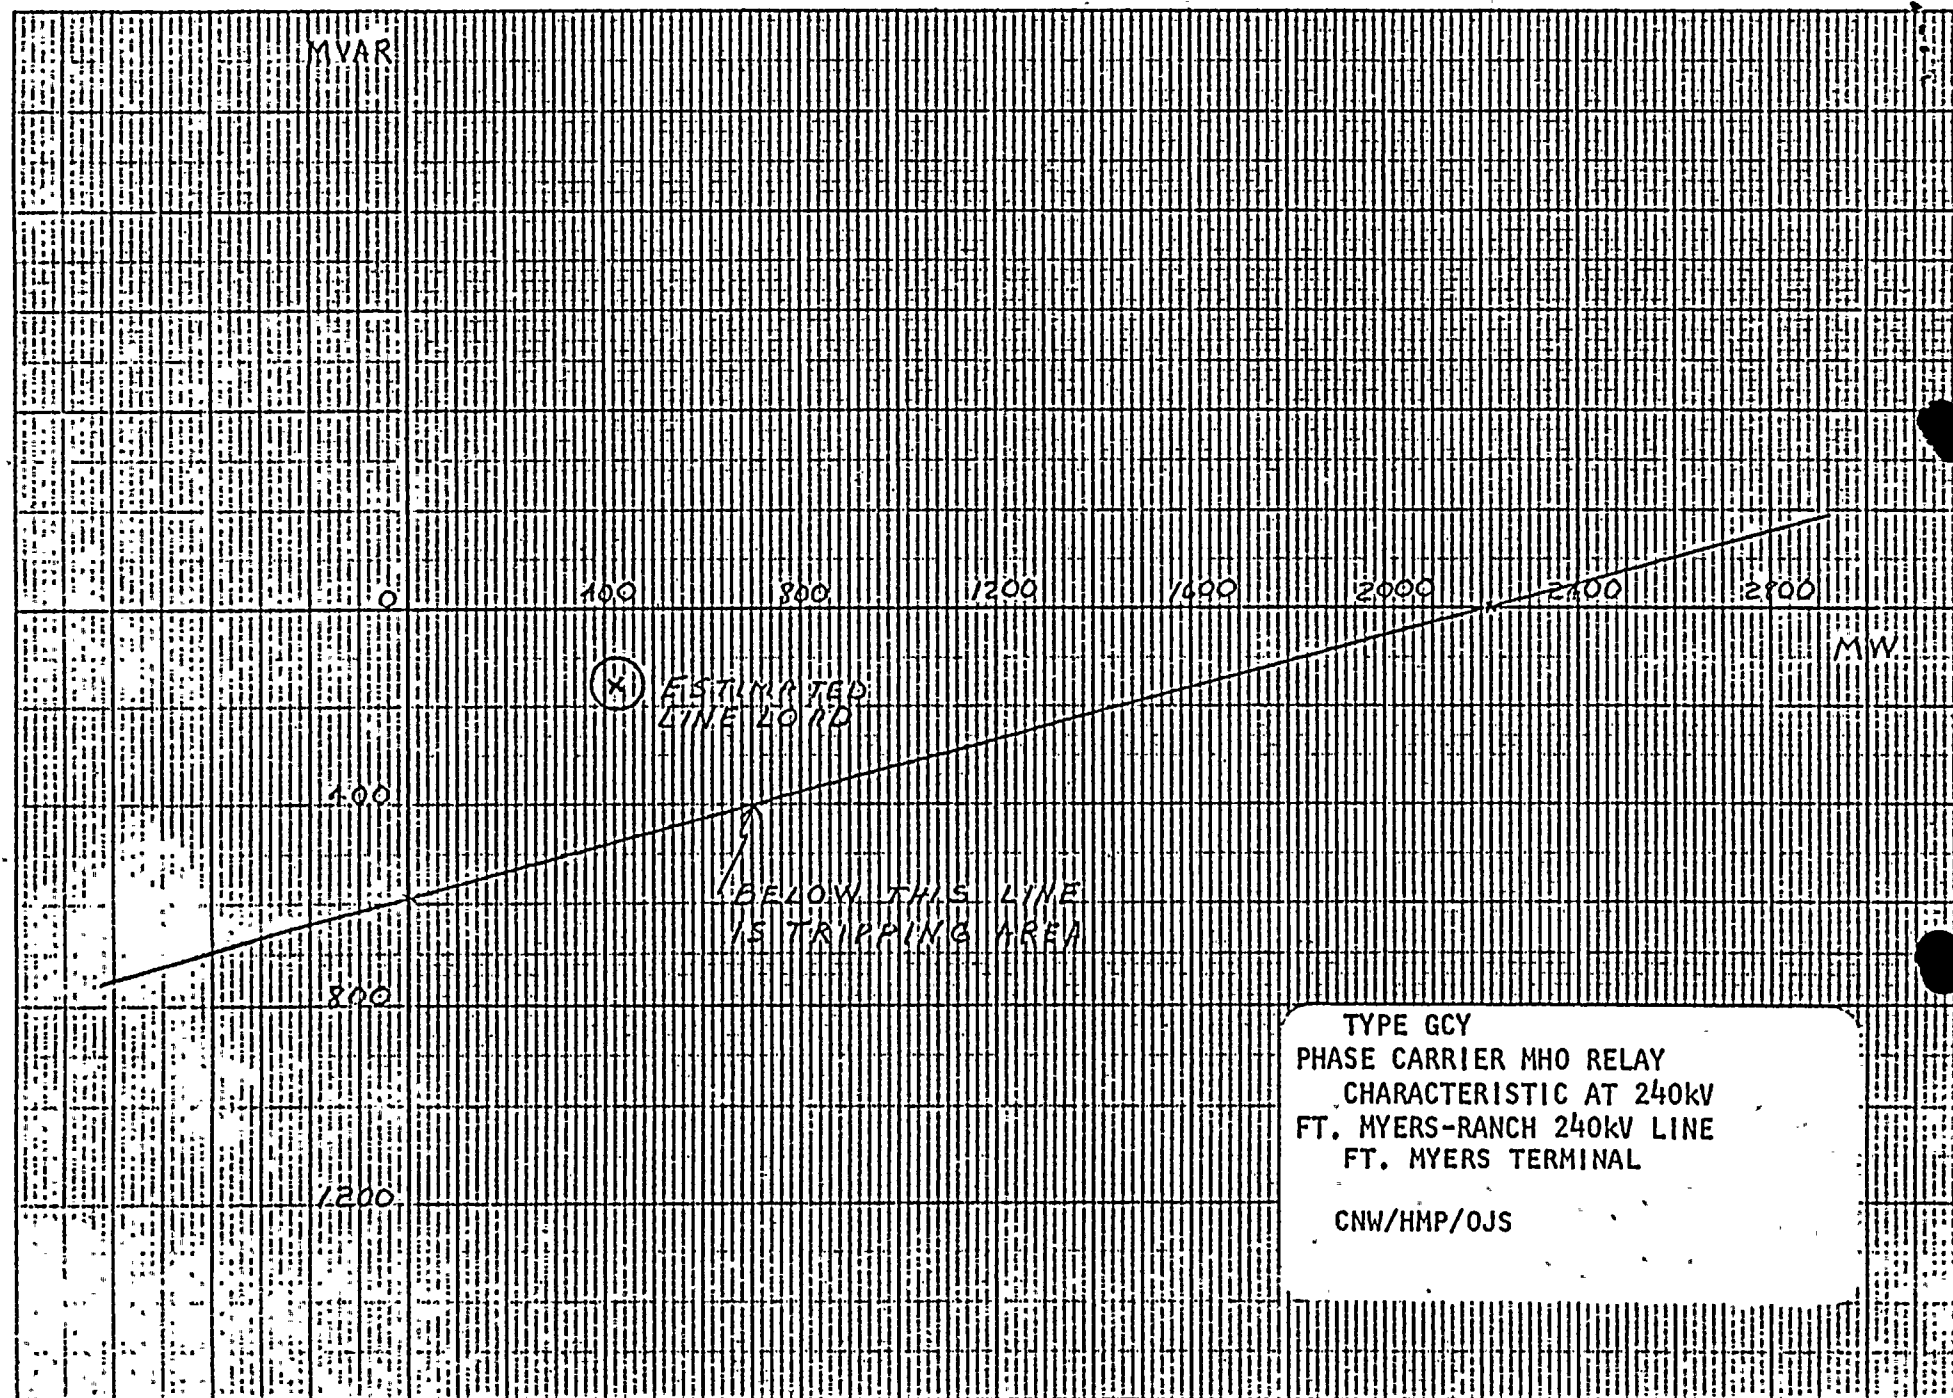 MVAR
0 400 800 1200 1600 2000 2400 2800
MW
ESTIMATED
LINE LOAD
400
BELOW THIS LINE
IS TRIPPING AREA
800
1200
TYPE GCY
PHASE CARRIER MHO RELAY
CHARACTERISTIC AT 240kV
FT. MYERS-RANCH 240kV LINE
FT. MYERS TERMINAL
CNW/HMP/OJS